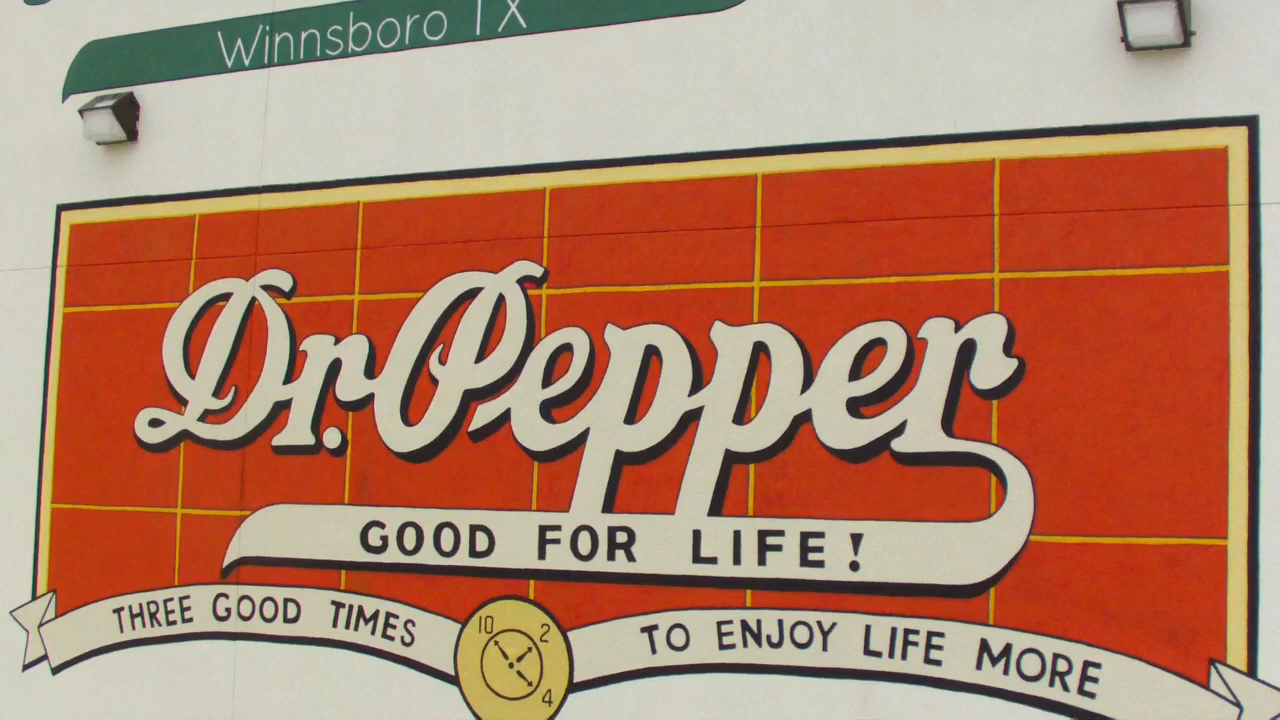 Winnsboro TX
Dr. Pepper
GOOD FOR LIFE!
THREE GOOD TIMES
10 2
4
TO ENJOY LIFE MORE